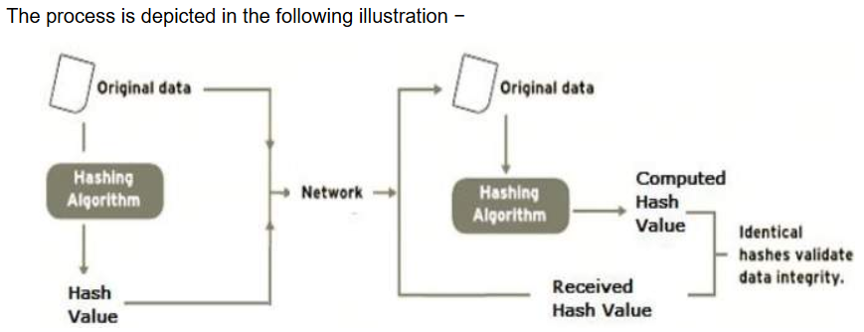 The process is depicted in the following illustration −
Original data
Hashing
Algorithm
Hash
Value
Network
Original data
Hashing
Algorithm
Computed
Hash
Value
Received
Hash Value
Identical
hashes validate
data integrity.